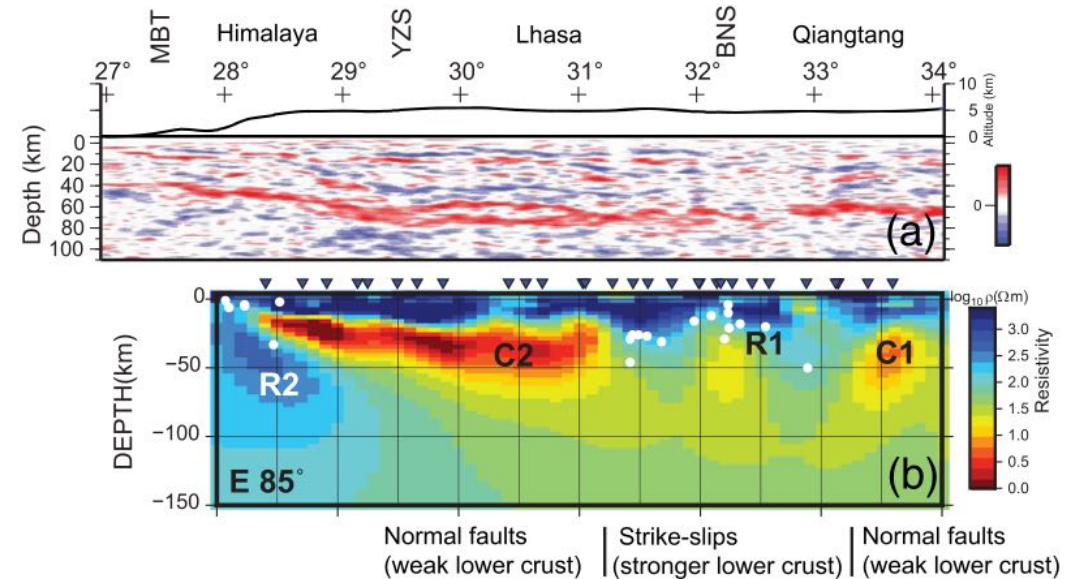 MBT Himalaya YZS Lhasa BNS Qiangtang
27° 28° 29° 30° 31° 32° 33° 34°
10
5
0
Altitude (km)
Depth (km)
0
20
40
60
80
100
(a)
0
DEPTH(km)
0
−50
−100
−150
R2
C2
R1
C1
E 85°
(b)
log10 ρ(Ωm)
3.0
2.5
2.0
1.5
1.0
0.5
0.0
Resistivity
Normal faults
(weak lower crust)
Strike-slips
(stronger lower crust)
Normal faults
(weak lower crust)